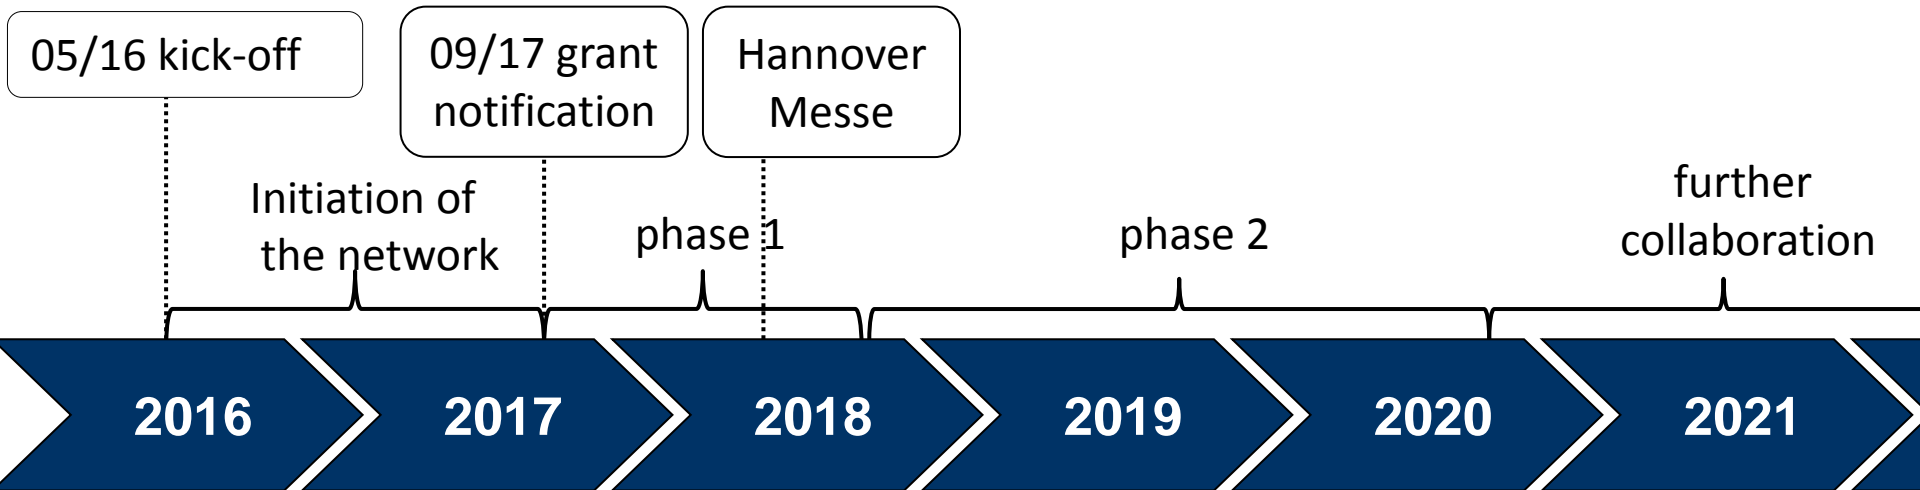 05/16 kick-off
09/17 grant
notification
Hannover
Messe
Initiation of
the network
phase 1
phase 2
further
collaboration
2016
2017
2018
2019
2020
2021